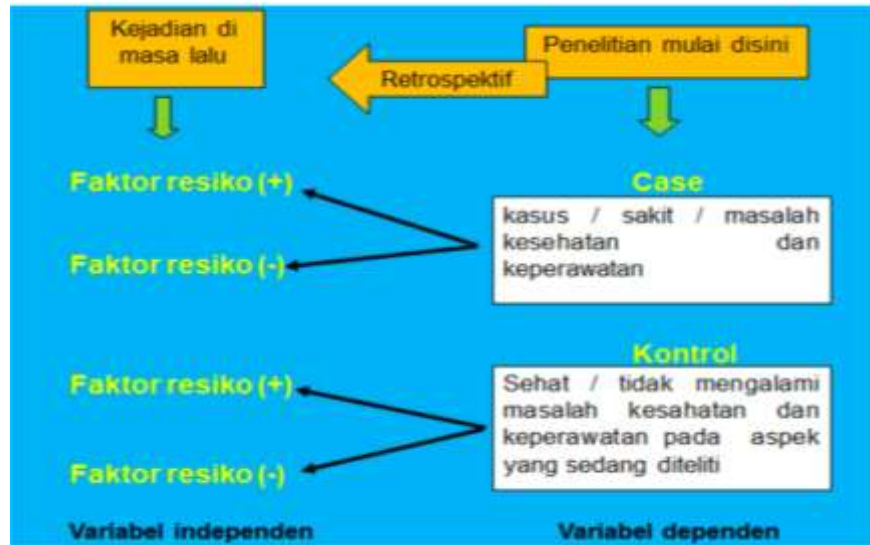 Kejadian di
masa lalu
Penelitian mulai disini
Retrospektif
Faktor resiko (+)
Faktor resiko (-)
Case
kasus / sakit / masalah
kesehatan dan
keperawatan
Faktor resiko (+)
Faktor resiko (-)
Kontrol
Sehat / tidak mengalami
masalah kesahatan dan
keperawatan pada aspek
yang sedang diteliti
Variabel independen
Variabel dependen